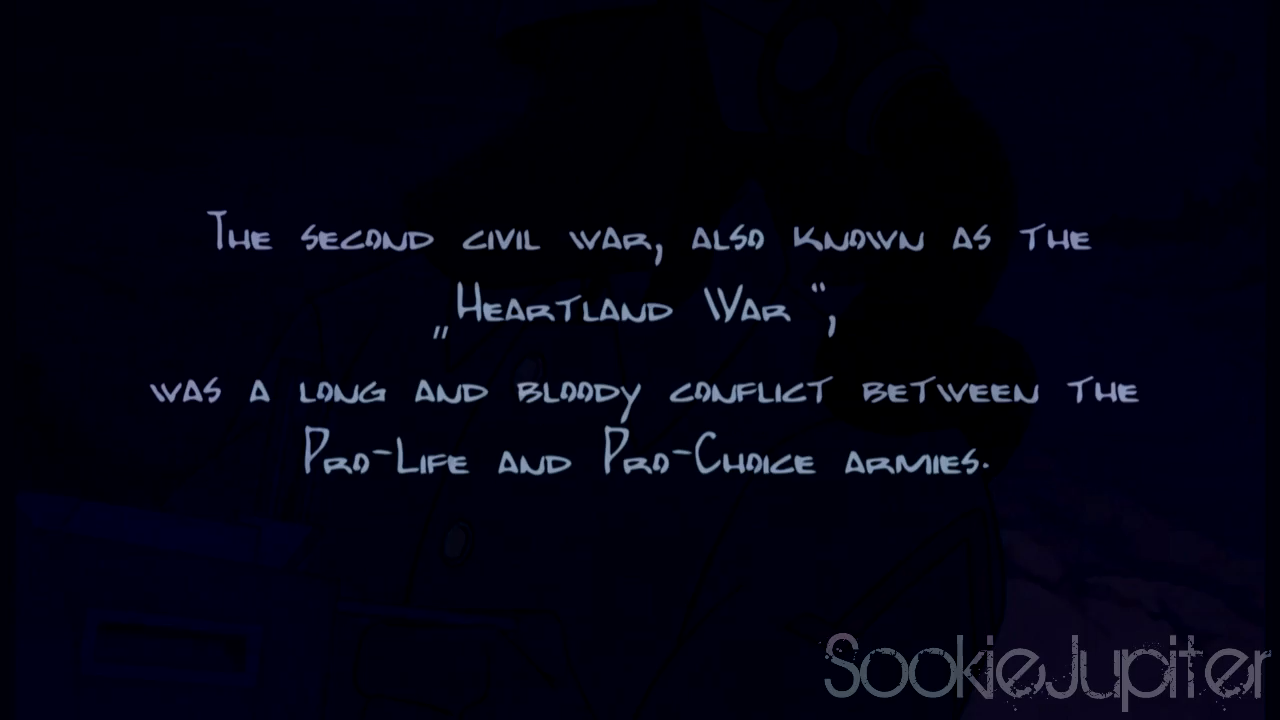 The second civil war, also known as the
„Heartland War“,
was a long and bloody conflict between the
Pro-Life and Pro-Choice armies.
SookieJupiter